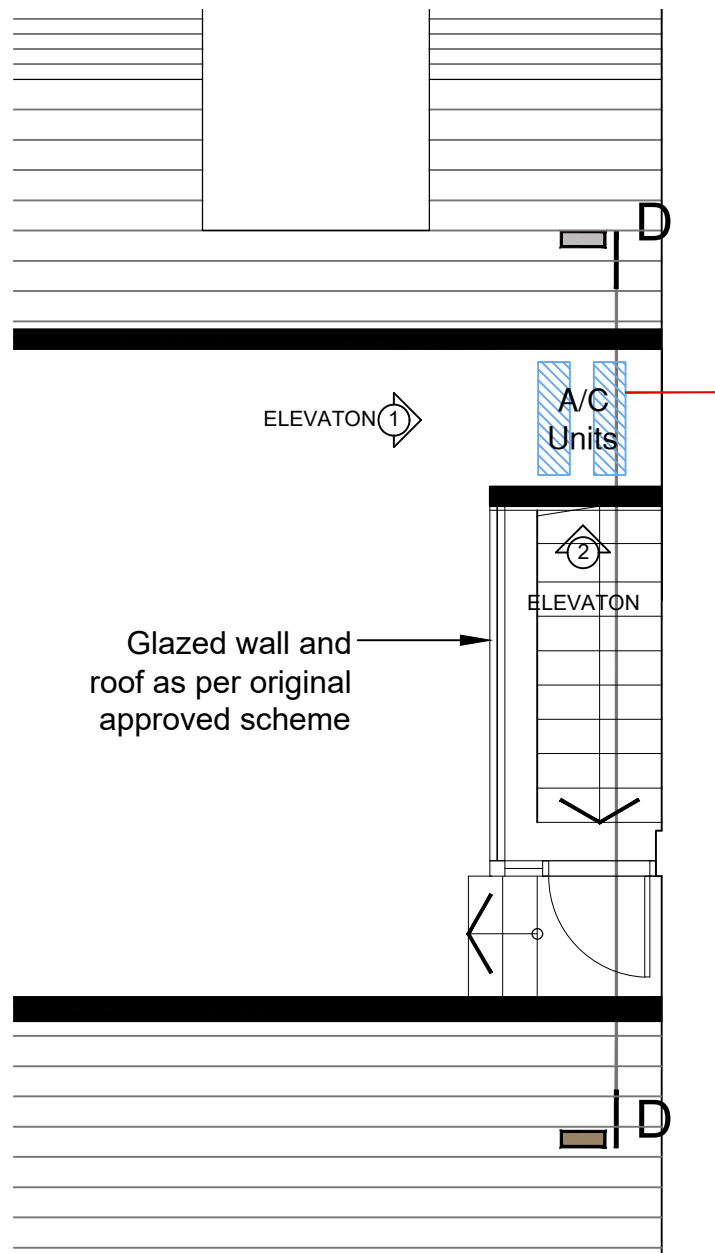 D
A/C
Units
ELEVATON 1
2
ELEVATON
Glazed wall and
roof as per original
approved scheme
D